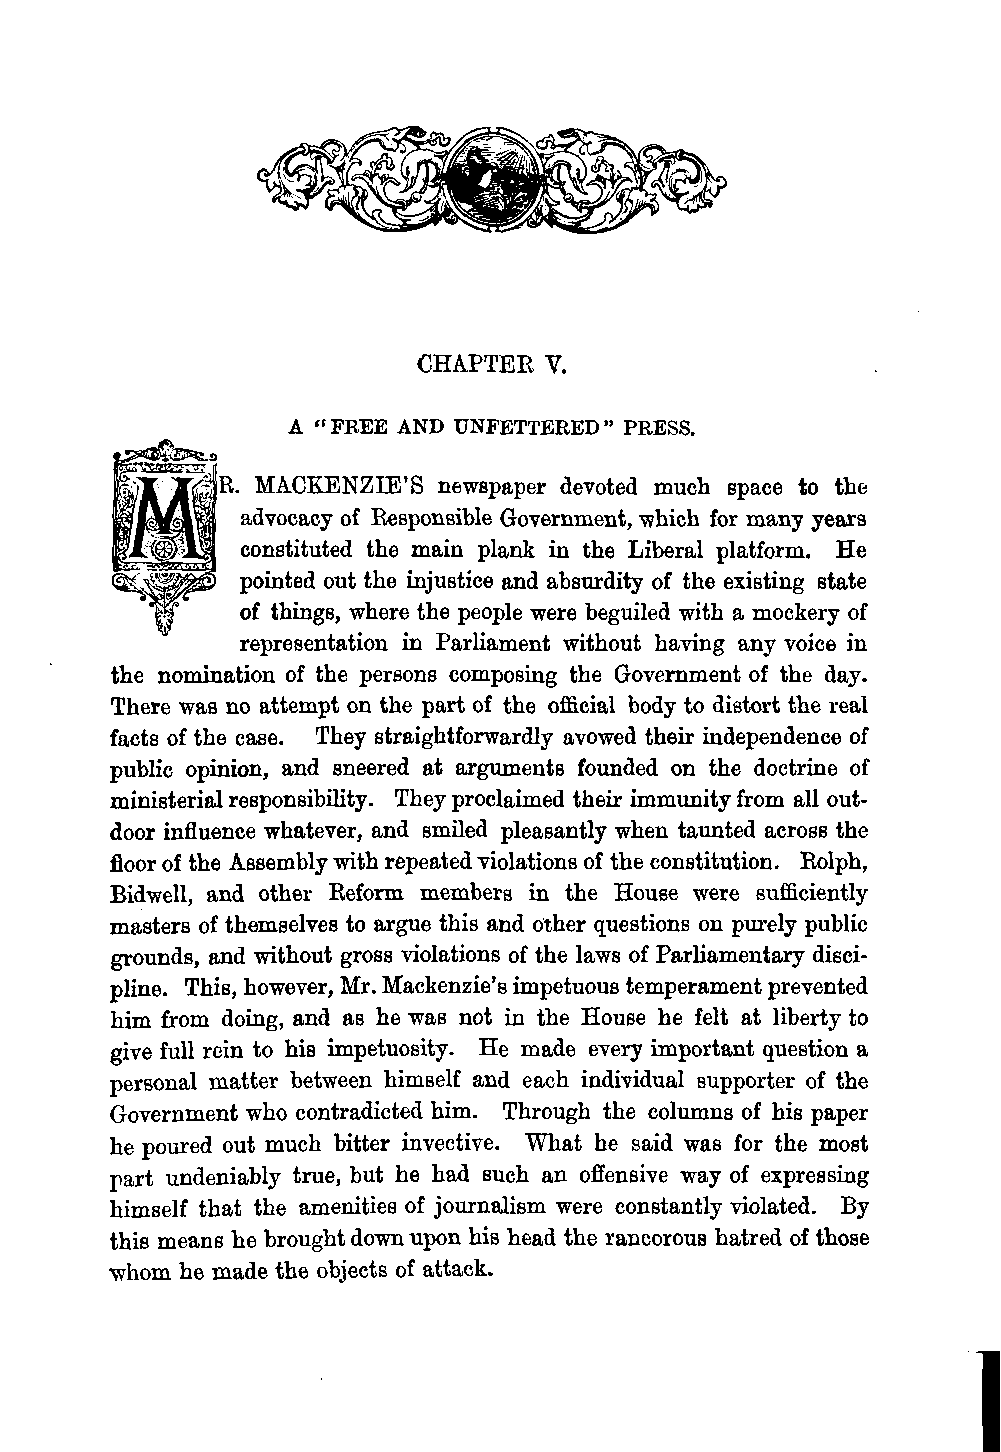 CHAPTER V.
A "FREE AND UNFETTERED" PRESS.
MR. MACKENZIE'S newspaper devoted much space to the
advocacy of Responsible Government, which for many years
constituted the main plank in the Liberal platform. He
pointed out the injustice and absurdity of the existing state
of things, where the people were beguiled with a mockery of
representation in Parliament without having any voice in
the nomination of the persons composing the Government of the day.
There was no attempt on the part of the official body to distort the real
facts of the case. They straightforwardly avowed their independence of
public opinion, and sneered at arguments founded on the doctrine of
ministerial responsibility. They proclaimed their immunity from all out-
door influence whatever, and smiled pleasantly when taunted across the
floor of the Assembly with repeated violations of the constitution. Rolph,
Bidwell, and other Reform members in the House were sufficiently
masters of themselves to argue this and other questions on purely public
grounds, and without gross violations of the laws of Parliamentary disci-
pline. This, however, Mr. Mackenzie's impetuous temperament prevented
him from doing, and as he was not in the House he felt at liberty to
give full rein to his impetuosity. He made every important question a
personal matter between himself and each individual supporter of the
Government who contradicted him. Through the columns of his paper
he poured out much bitter invective. What he said was for the most
part undeniably true, but he had such an offensive way of expressing
himself that the amenities of journalism were constantly violated. By
this means he brought down upon his head the rancorous hatred of those
whom he made the objects of attack.